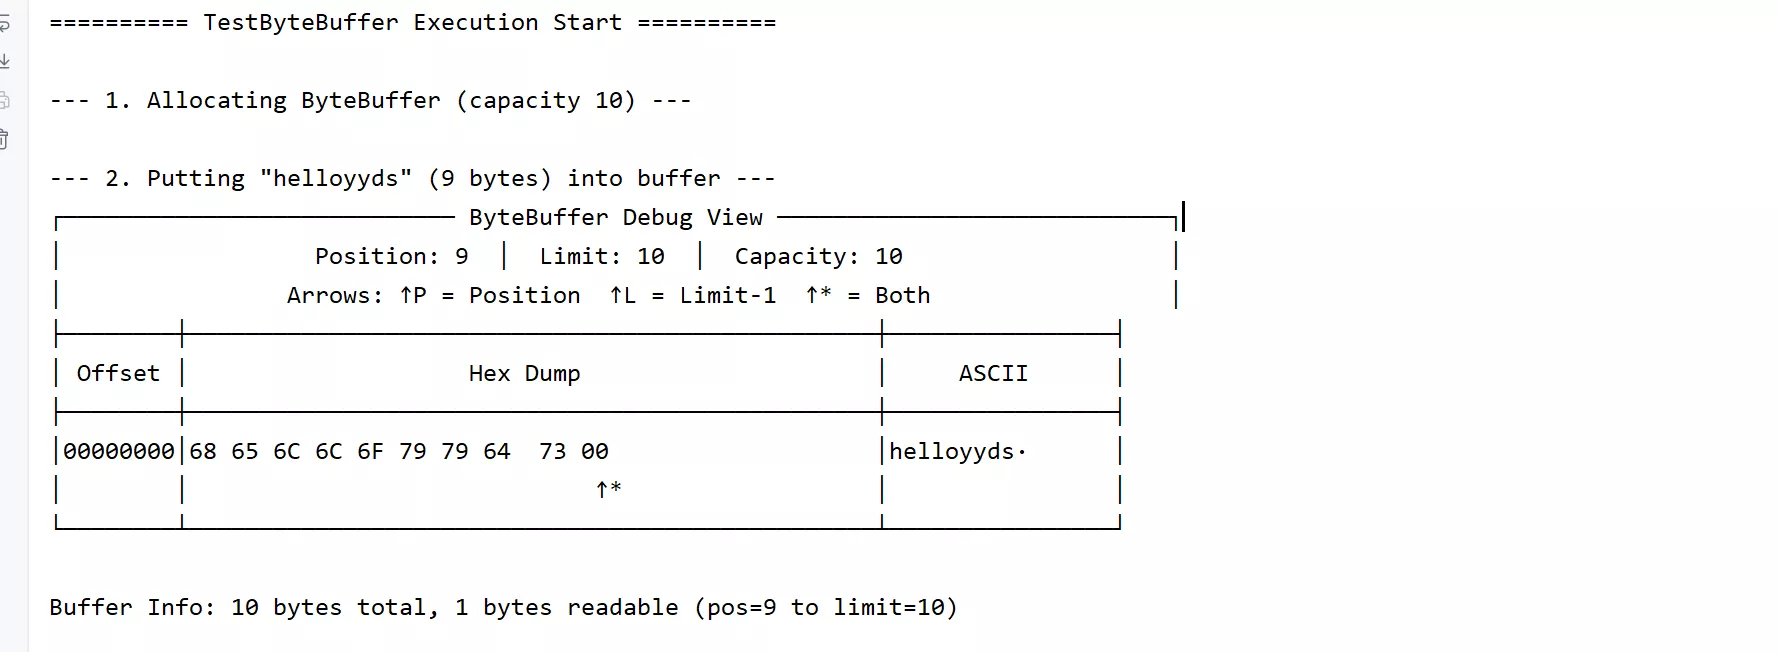 ========== TestByteBuffer Execution Start ==========
--- 1. Allocating ByteBuffer (capacity 10) ---
--- 2. Putting "helloyyds" (9 bytes) into buffer ---
┌──────────────────────────── ByteBuffer Debug View ────────────────────────────┐
│                  Position: 9  │  Limit: 10  │  Capacity: 10                   │
│                Arrows: ↑P = Position  ↑L = Limit-1  ↑* = Both                 │
├────────┼─────────────────────────────────────────────────┼────────────────┤
│ Offset │                    Hex Dump                     │     ASCII      │
├────────┼─────────────────────────────────────────────────┼────────────────┤
│00000000│68 65 6C 6C 6F 79 79 64  73 00                   │helloyyds·      │
│        │                             ↑*                  │                │
└────────┴─────────────────────────────────────────────────┴────────────────┘
Buffer Info: 10 bytes total, 1 bytes readable (pos=9 to limit=10)